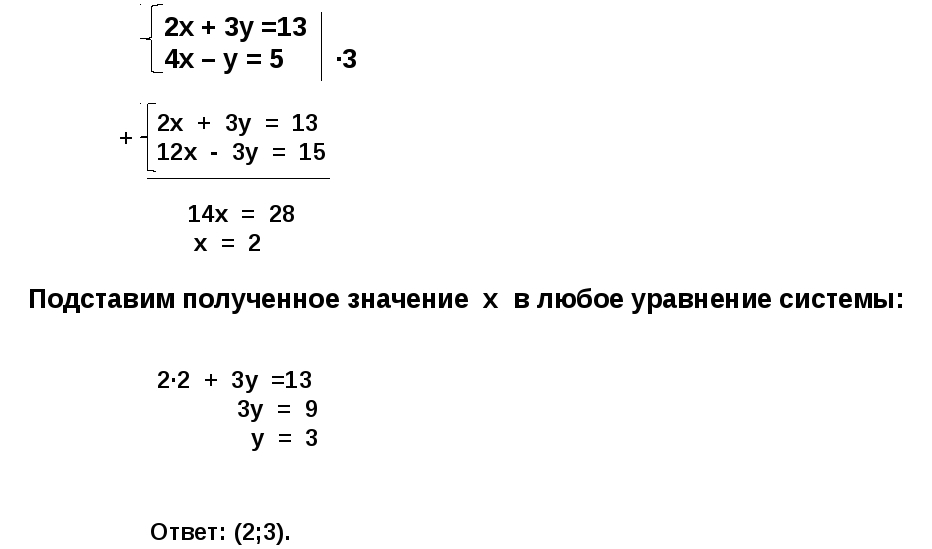 2x + 3y =13
4x – y = 5 ·3
2x + 3y = 13
+
12x - 3y = 15
14x = 28
x = 2
Подставим полученное значение x в любое уравнение системы:
2·2 + 3y =13
3y = 9
y = 3
Ответ: (2;3).